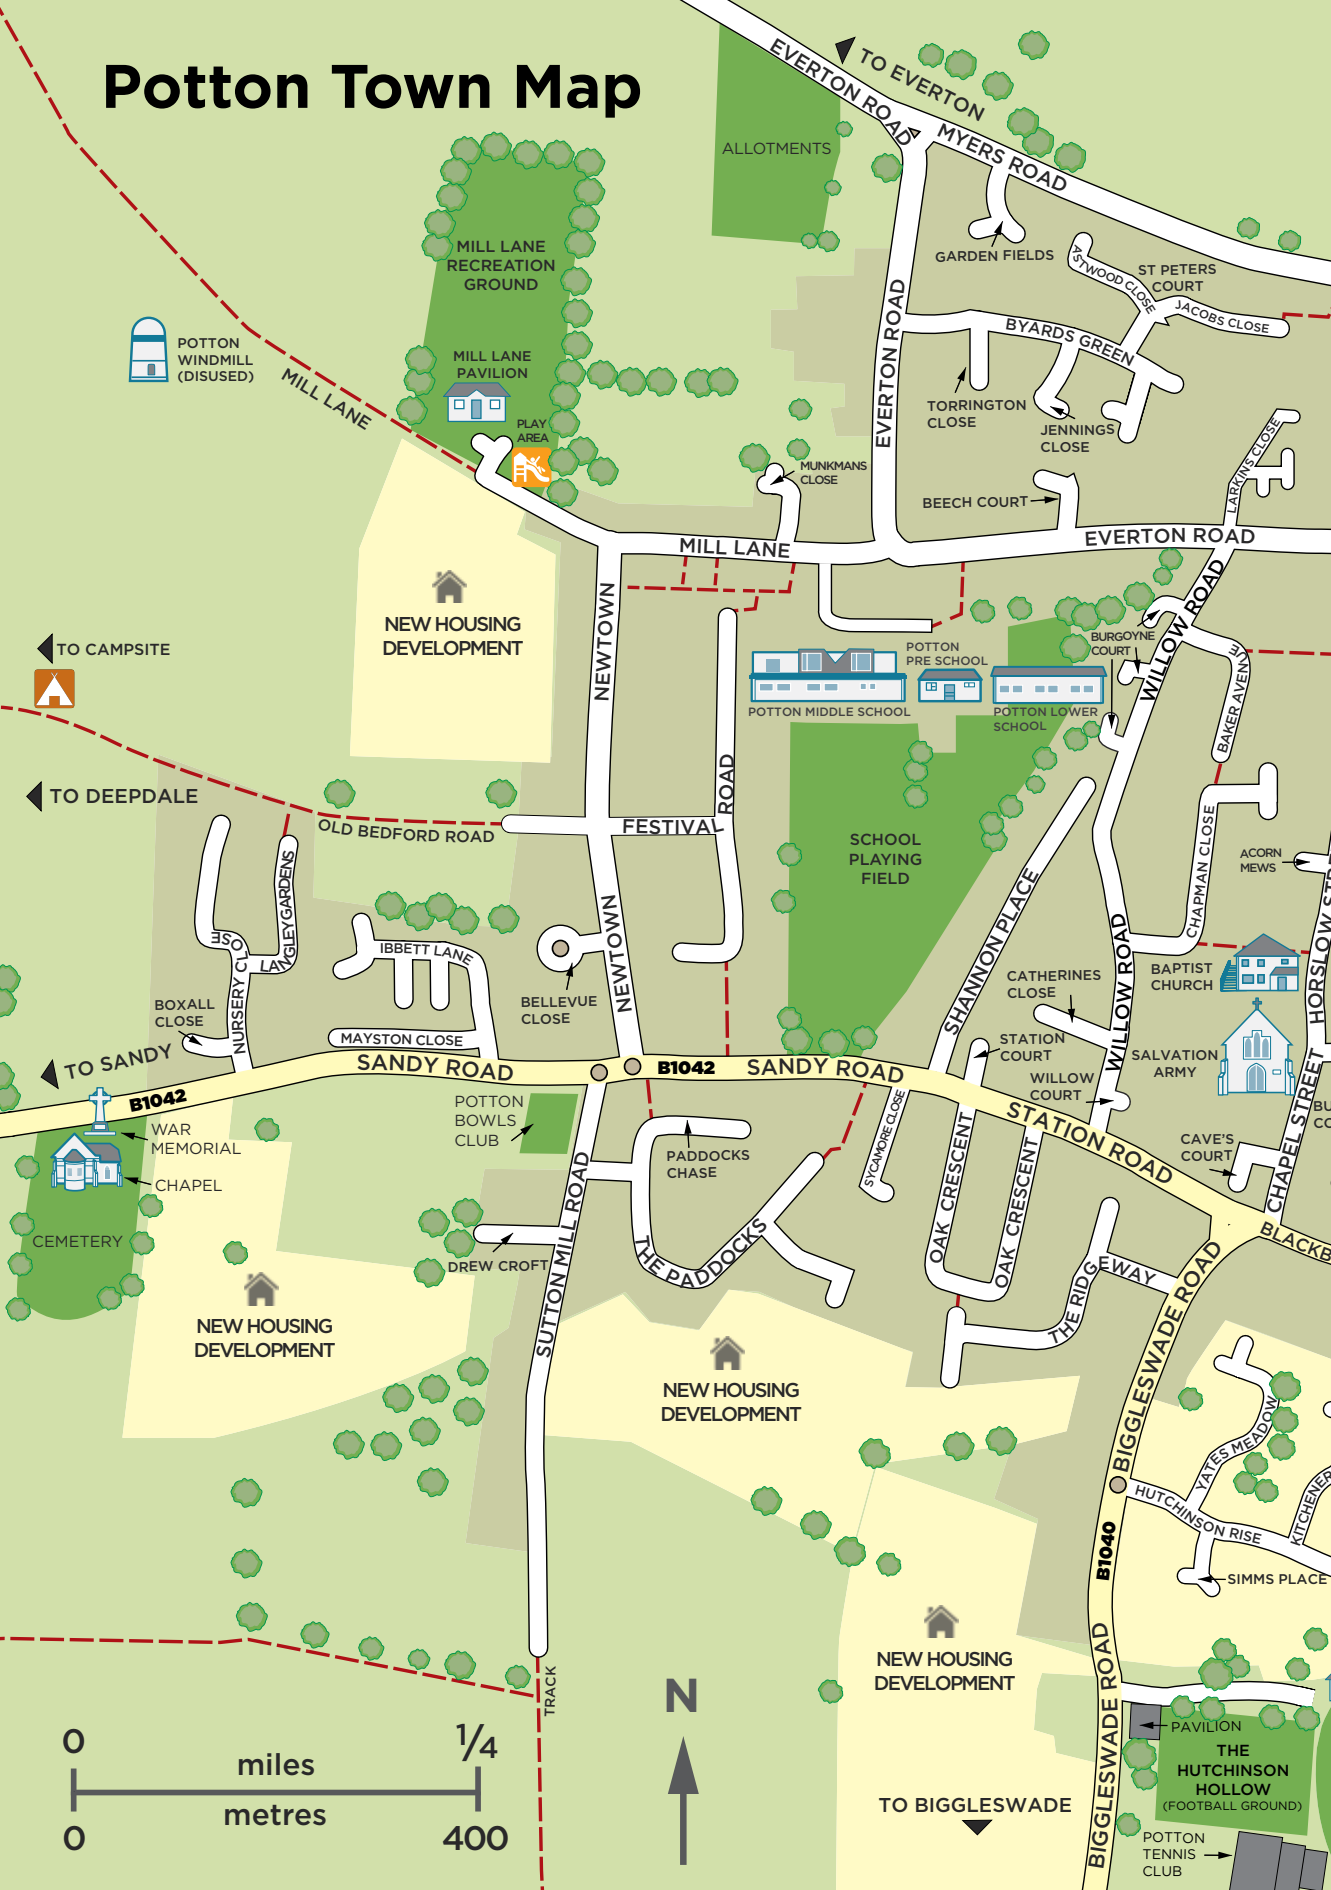 Potton Town Map
EVERTON ROAD
TO EVERTON
MYERS ROAD
ALLOTMENTS
GARDEN FIELDS
ASTWOOD CLOSE
ST PETERS
COURT
JACOBS CLOSE
MILL LANE
RECREATION
GROUND
EVERTON ROAD
BYARDS GREEN
POTTON
WINDMILL
(DISUSED)
MILL LANE
PAVILION
MILL LANE
TORRINGTON
CLOSE
JENNINGS
CLOSE
PLAY
AREA
LARKINS CLOSE
MUNKMANS
CLOSE
BEECH COURT
MILL LANE
EVERTON ROAD
NEW HOUSING
DEVELOPMENT
NEWTOWN
WILLOW ROAD
BURGOYNE
COURT
TO CAMPSITE
POTTON
PRE SCHOOL
POTTON MIDDLE SCHOOL
POTTON LOWER
SCHOOL
BAKER AVENUE
TO DEEPDALE
OLD BEDFORD ROAD
FESTIVAL ROAD
SCHOOL
PLAYING
FIELD
CHAPMAN CLOSE
ACORN
MEWS
LANGLEY GARDENS
NURSERY CLOSE
IBBETT LANE
NEWTOWN
SHANNON PLACE
WILLOW ROAD
HORSLOW STRE
BELLEVUE
CLOSE
CATHERINES
CLOSE
BAPTIST
CHURCH
BOXALL
CLOSE
MAYSTON CLOSE
STATION
COURT
SALVATION
ARMY
TO SANDY
SANDY ROAD
B1042
SANDY ROAD
WILLOW
COURT
B1042
POTTON
BOWLS
CLUB
SYCAMORE CLOSE
STATION ROAD
CHAPEL STREET
BU
CO
WAR
MEMORIAL
CHAPEL
PADDOCKS
CHASE
CAVE'S
COURT
OAK CRESCENT
OAK CRESCENT
CEMETERY
DREW CROFT
SUTTON MILL ROAD
THE PADDOCKS
THE RIDGEWAY
BLACKB
NEW HOUSING
DEVELOPMENT
NEW HOUSING
DEVELOPMENT
BIGGLESWADE ROAD
YATES MEADOW
HUTCHINSON RISE
KITCHENER
B1040
SIMMS PLACE
NEW HOUSING
DEVELOPMENT
BIGGLESWADE ROAD
TRACK
N
PAVILION
THE
HUTCHINSON
HOLLOW
(FOOTBALL GROUND)
0 1/4
miles
metres
0 400
TO BIGGLESWADE
POTTON
TENNIS
CLUB